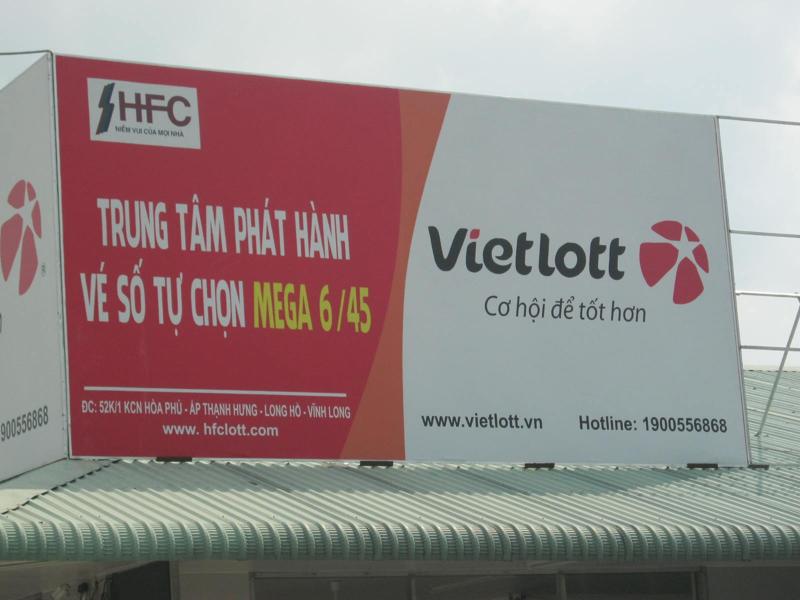 HFC
NIỀM VUI CỦA MỌI NHÀ
TRUNG TÂM PHÁT HÀNH
VÉ SỐ TỰ CHỌN MEGA 6/45
ĐC: 52K/1 KCN HÒA PHÚ - ẤP THẠNH HƯNG - LONG HỒ - VĨNH LONG
www. hfclott.com
Vietlott
Cơ hội để tốt hơn
www.vietlott.vn
Hotline: 1900556868
900556868